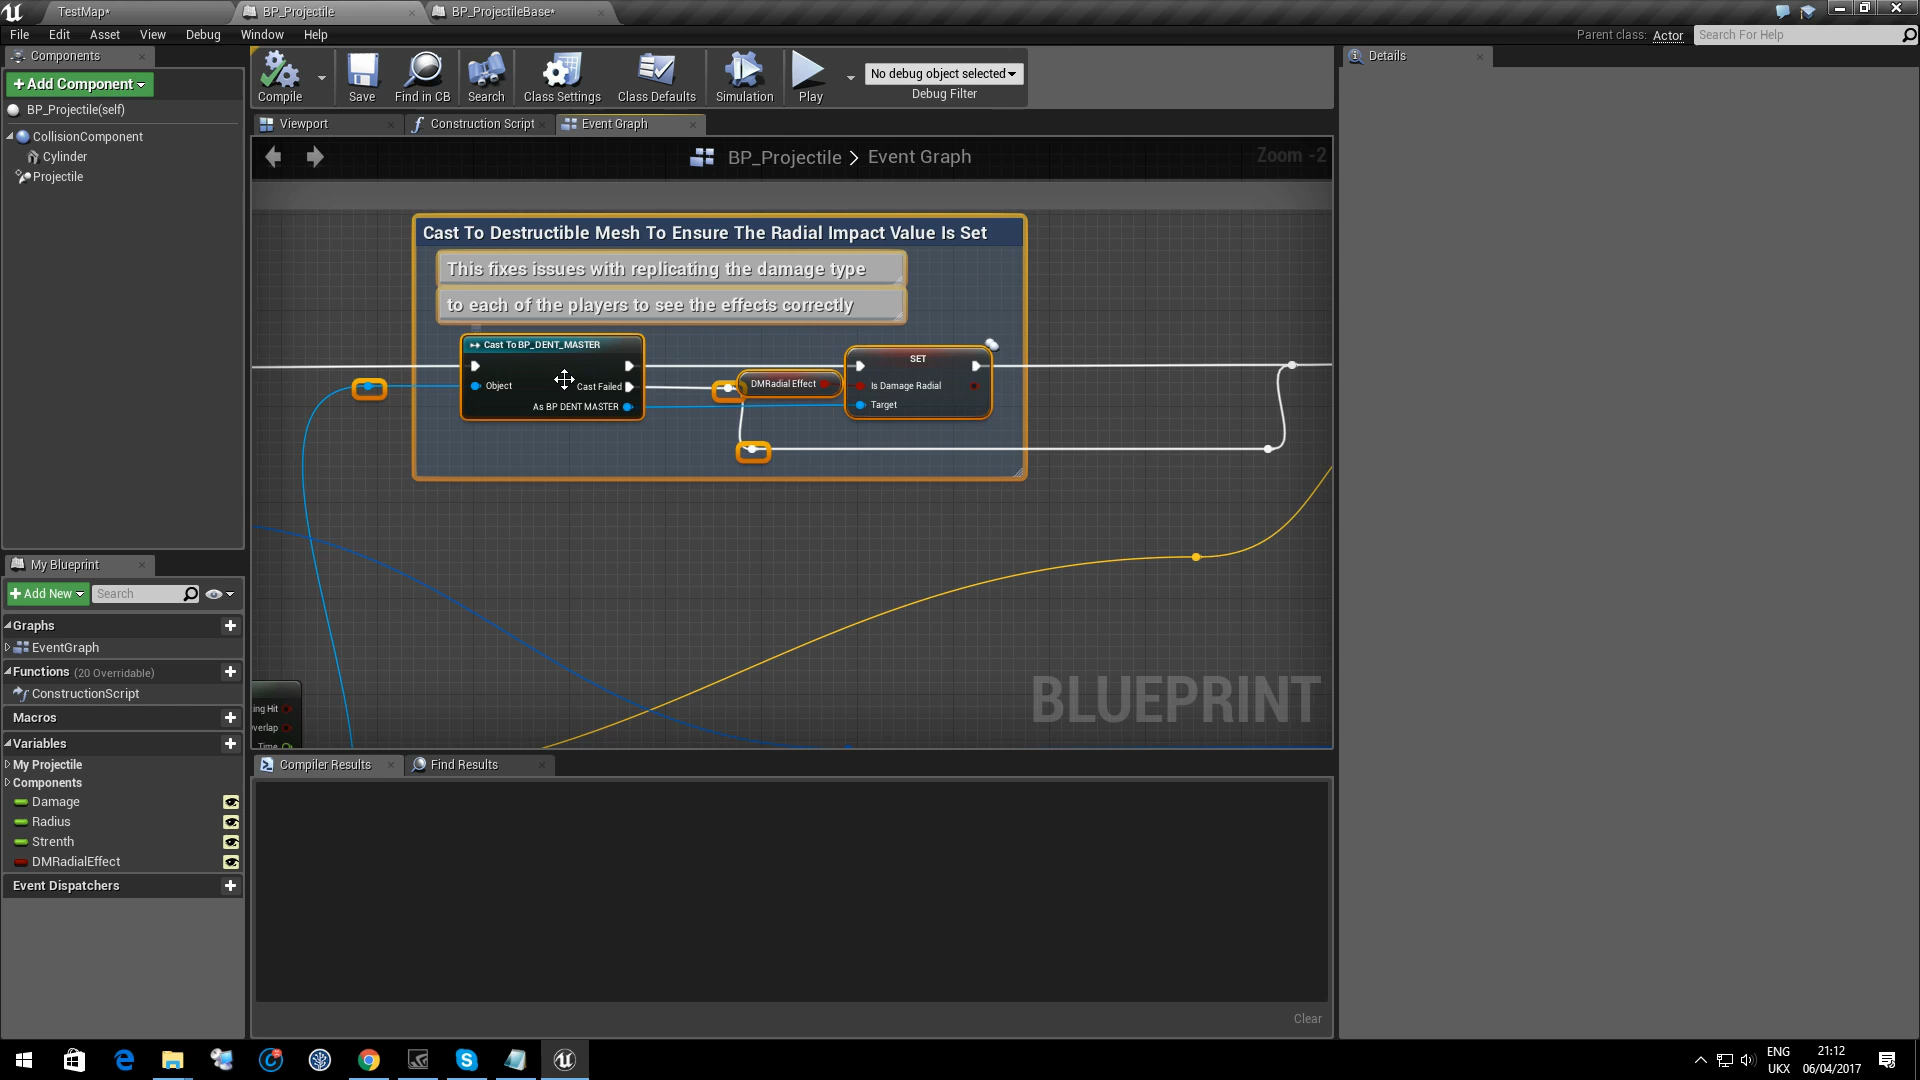 TestMap*
BP_Projectile
BP_ProjectileBase*
File Edit Asset View Debug Window Help
Parent class: Actor
Search For Help
Components
Add Component
BP_Projectile(self)
CollisionComponent
Cylinder
Projectile
Compile
Save
Find in CB
Search
Class Settings
Class Defaults
Simulation
Play
No debug object selected
Debug Filter
Details
Viewport
Construction Script
Event Graph
BP_Projectile > Event Graph
Zoom -2
Cast To Destructible Mesh To Ensure The Radial Impact Value Is Set
This fixes issues with replicating the damage type
to each of the players to see the effects correctly
Cast To BP_DENT_MASTER
Object
Cast Failed
As BP DENT MASTER
DMRadial Effect
SET
Is Damage Radial
Target
ing Hit
verlap
Time
BLUEPRINT
My Blueprint
Add New
Search
Graphs
EventGraph
Functions (20 Overridable)
ConstructionScript
Macros
Variables
My Projectile
Components
Damage
Radius
Strenth
DMRadialEffect
Event Dispatchers
Compiler Results
Find Results
Clear
ENG
UKX
21:12
06/04/2017